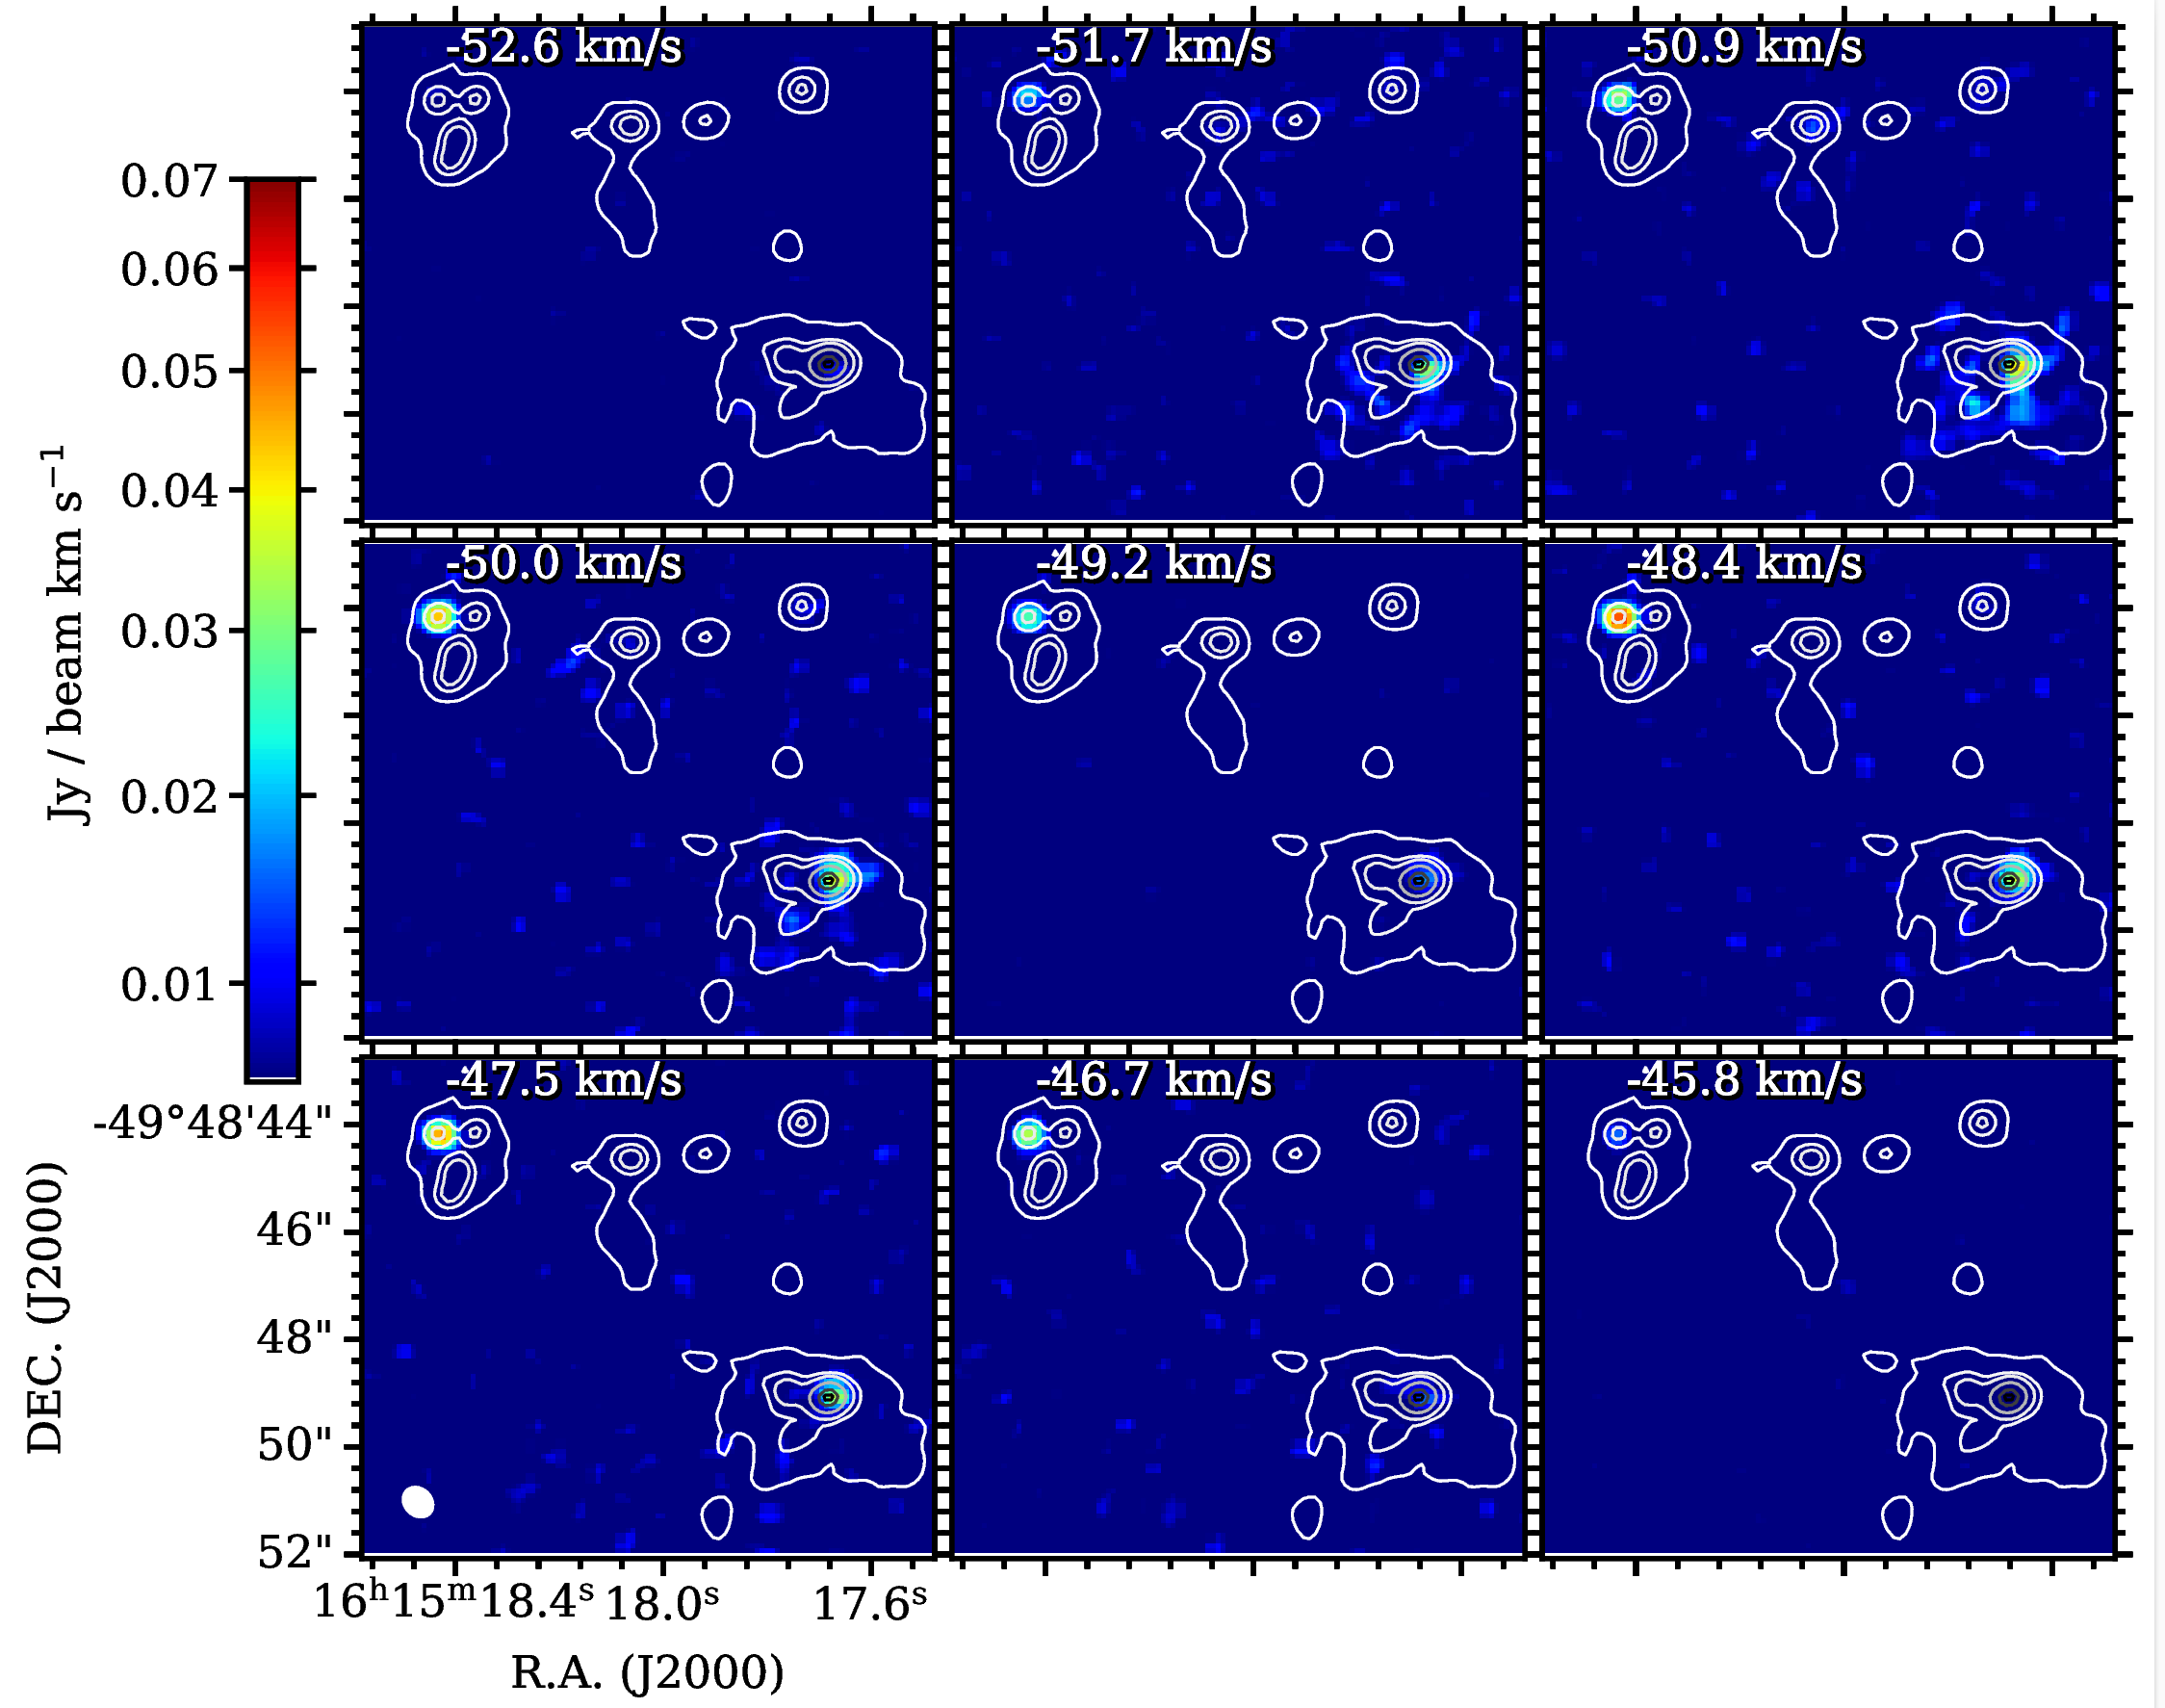 -52.6 km/s
-51.7 km/s
-50.9 km/s
0.07
0.06
0.05
0.04
0.03
0.02
0.01
Jy / beam km s⁻¹
-50.0 km/s
-49.2 km/s
-48.4 km/s
-47.5 km/s
-46.7 km/s
-45.8 km/s
-49°48'44"
46"
48"
50"
52"
DEC. (J2000)
16ʰ15ᵐ18.4ˢ 18.0ˢ 17.6ˢ
R.A. (J2000)